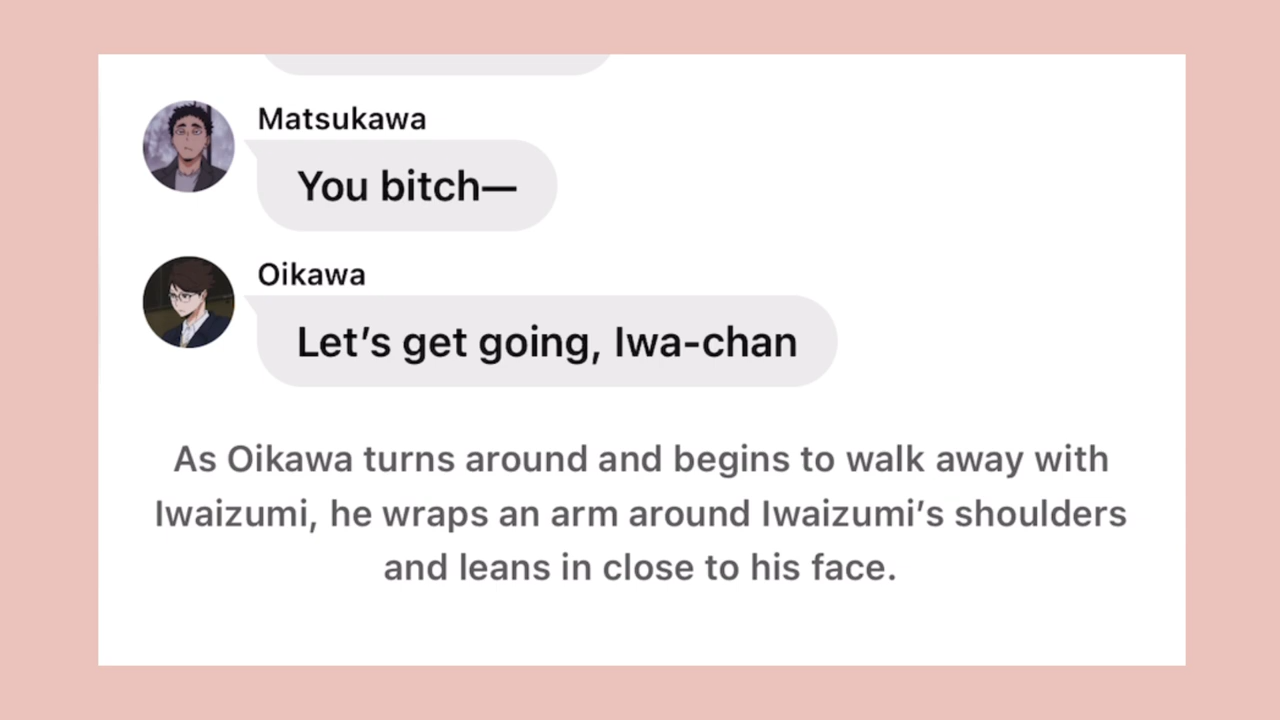 Matsukawa
You bitch—
Oikawa
Let’s get going, Iwa-chan
As Oikawa turns around and begins to walk away with
Iwaizumi, he wraps an arm around Iwaizumi’s shoulders
and leans in close to his face.